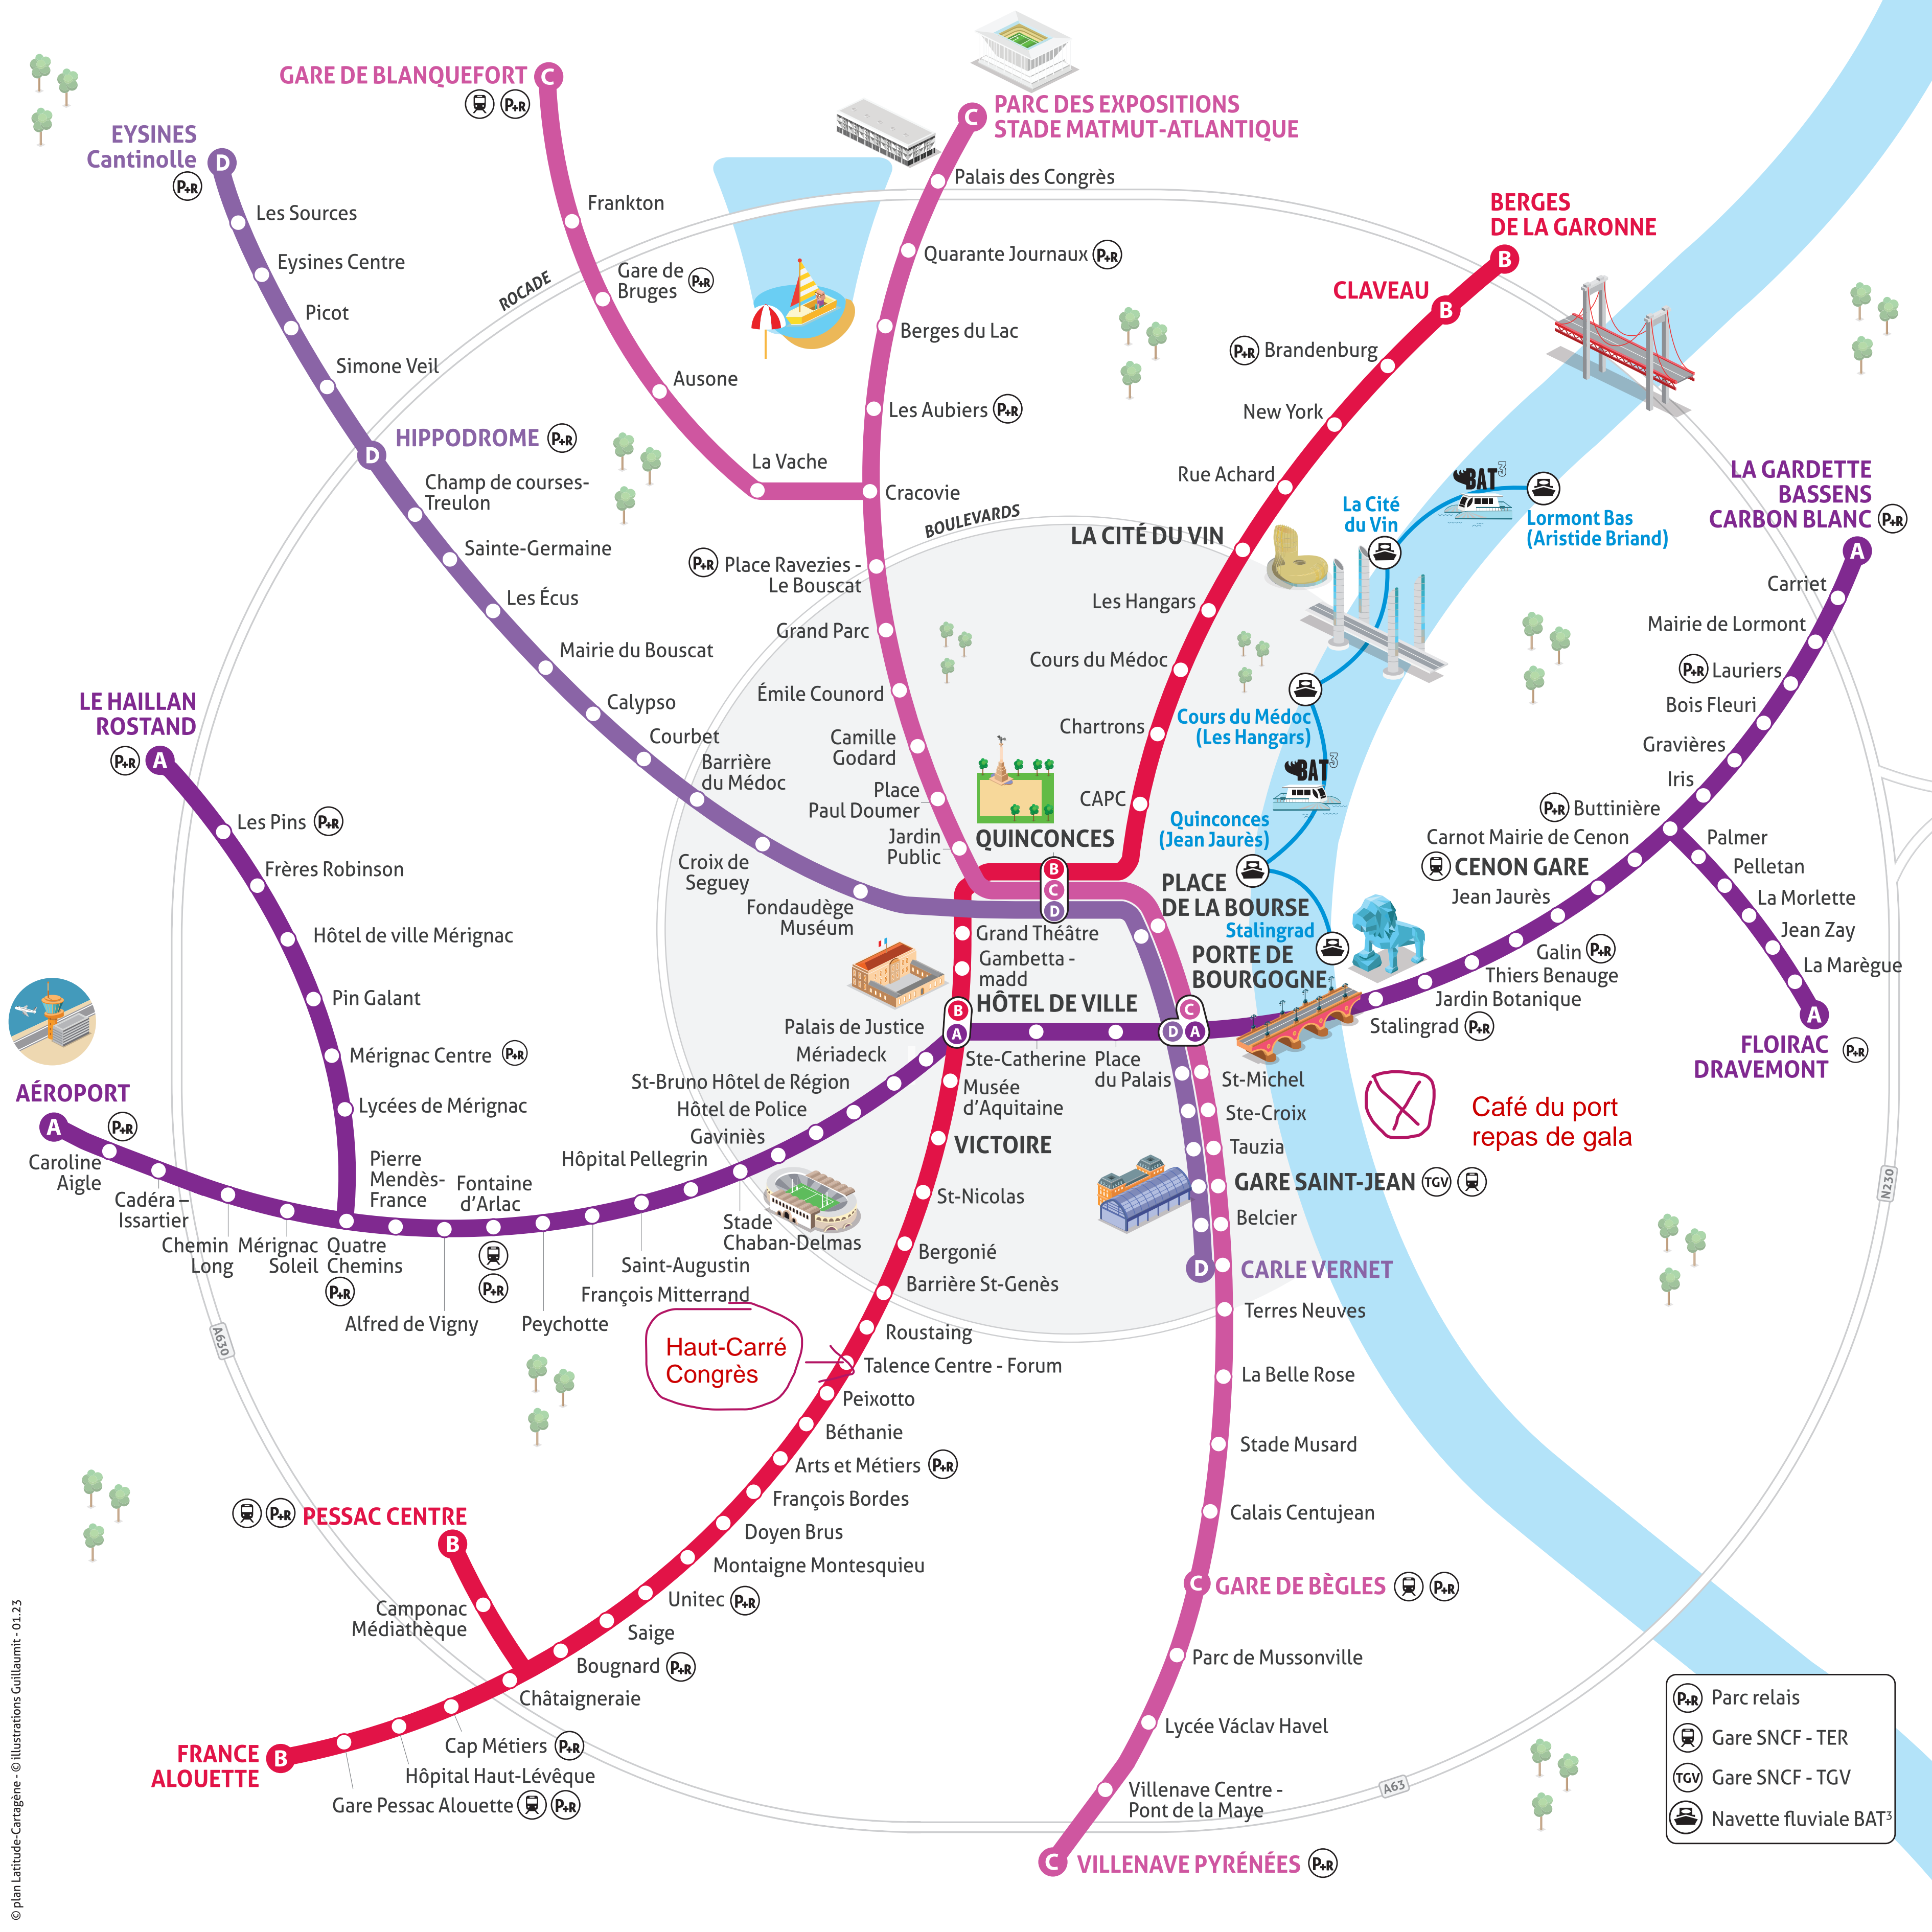 GARE DE BLANQUEFORT
C
P+R
PARC DES EXPOSITIONS
STADE MATMUT-ATLANTIQUE
C
EYSINES
Cantinolle
D
P+R
Palais des Congrès
Les Sources
Frankton
BERGES
DE LA GARONNE
B
Eysines Centre
Gare de
Bruges
P+R
Quarante Journaux
P+R
ROCADE
CLAVEAU
B
Picot
Berges du Lac
P+R
Brandenburg
Simone Veil
Ausone
Les Aubiers
P+R
New York
HIPPODROME
P+R
D
La Vache
Cracovie
Rue Achard
Champ de courses-
Treulon
BOULEVARDS
LA CITÉ DU VIN
La Cité
du Vin
BAT3
Lormont Bas
(Aristide Briand)
LA GARDETTE
BASSENS
CARBON BLANC
P+R
A
Sainte-Germaine
P+R
Place Ravezies -
Le Bouscat
Carriet
Les Écus
Les Hangars
Mairie de Lormont
Grand Parc
Mairie du Bouscat
Cours du Médoc
P+R
Lauriers
Émile Counord
Calypso
Bois Fleuri
LE HAILLAN
ROSTAND
P+R
A
Courbet
Camille
Godard
Chartrons
Cours du Médoc
(Les Hangars)
Gravières
Barrière
du Médoc
BAT3
Iris
Place
Paul Doumer
CAPC
P+R
Buttinière
Les Pins
P+R
Jardin
Public
QUINCONCES
Quinconces
(Jean Jaurès)
Carnot Mairie de Cenon
Palmer
Frères Robinson
Croix de
Seguey
B
C
D
CENON GARE
Pelletan
Fondaudège
Muséum
PLACE
DE LA BOURSE
Jean Jaurès
La Morlette
Hôtel de ville Mérignac
Grand Théâtre
Stalingrad
Jean Zay
Gambetta -
madd
PORTE DE
BOURGOGNE
Galin
P+R
La Marègue
Thiers Benauge
Pin Galant
HÔTEL DE VILLE
B
A
C
D
A
Jardin Botanique
A
FLOIRAC
DRAVEMONT
P+R
Palais de Justice
Stalingrad
P+R
Mérignac Centre
P+R
Mériadeck
Ste-Catherine
Place
du Palais
St-Bruno Hôtel de Région
St-Michel
AÉROPORT
A
P+R
Lycées de Mérignac
Hôtel de Police
Musée
d'Aquitaine
Ste-Croix
Café du port
repas de gala
Gaviniès
VICTOIRE
Tauzia
Caroline
Aigle
Pierre
Mendès-
France
Hôpital Pellegrin
GARE SAINT-JEAN
TGV
Cadéra –
Issartier
Fontaine
d'Arlac
P+R
St-Nicolas
Belcier
Stade
Chaban-Delmas
Chemin
Long
Mérignac
Soleil
Quatre
Chemins
P+R
Bergonié
D
CARLE VERNET
Saint-Augustin
Barrière St-Genès
François Mitterrand
Terres Neuves
Alfred de Vigny
Peychotte
Roustaing
A630
N230
Haut-Carré
Congrès
Talence Centre - Forum
La Belle Rose
Peixotto
Béthanie
Stade Musard
Arts et Métiers
P+R
François Bordes
P+R
PESSAC CENTRE
B
Calais Centujean
Doyen Brus
Montaigne Montesquieu
C
GARE DE BÈGLES
P+R
Camponac
Médiathèque
Unitec
P+R
Saige
Parc de Mussonville
Bougnard
P+R
Châtaigneraie
Lycée Václav Havel
FRANCE
ALOUETTE
B
Cap Métiers
P+R
Hôpital Haut-Lévêque
Gare Pessac Alouette
P+R
Villenave Centre -
Pont de la Maye
A63
C
VILLENAVE PYRÉNÉES
P+R
P+R
Parc relais
Gare SNCF - TER
TGV
Gare SNCF - TGV
Navette fluviale BAT3
© plan Latitude-Cartagène - © illustrations Guillaumit - 01.23